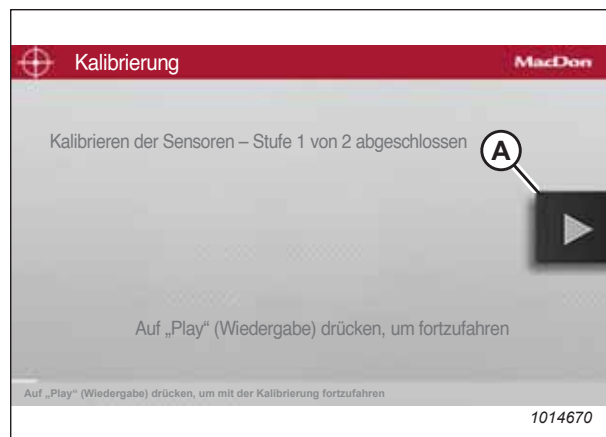 Kalibrierung
MacDon
Kalibrieren der Sensoren – Stufe 1 von 2 abgeschlossen
A
Auf „Play“ (Wiedergabe) drücken, um fortzufahren
Auf „Play“ (Wiedergabe) drücken, um mit der Kalibrierung fortzufahren
1014670